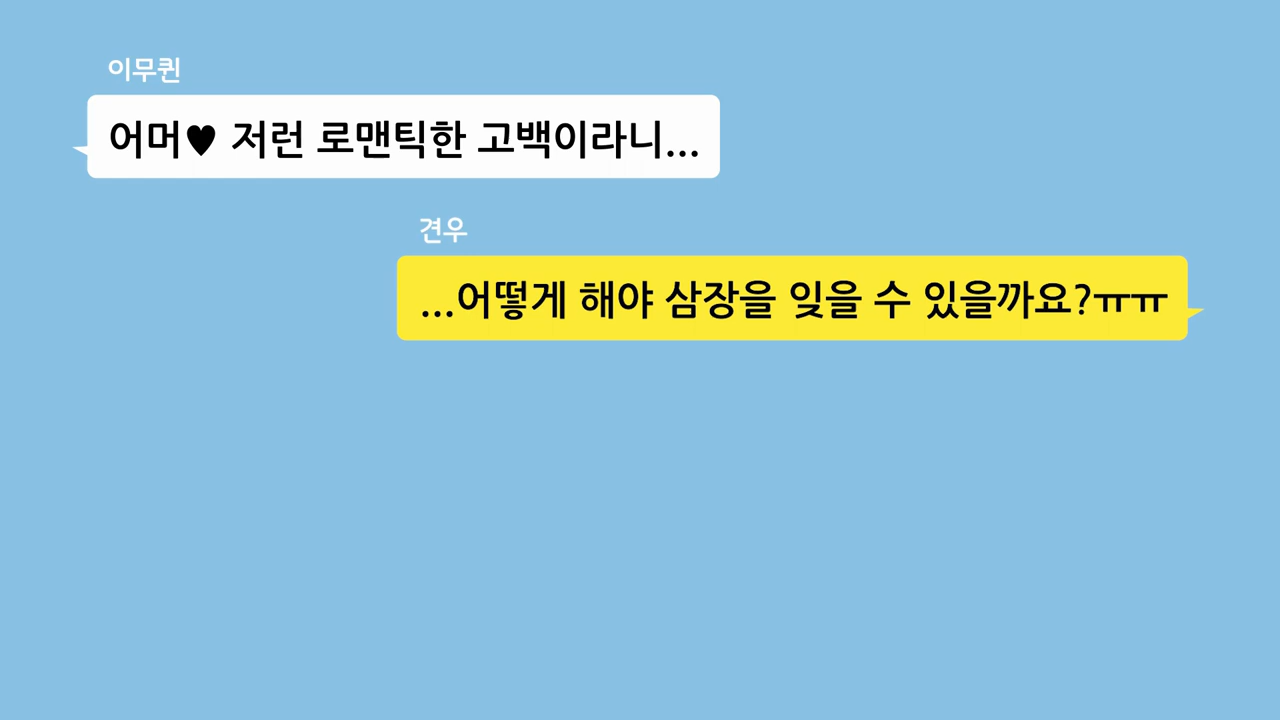 이무퀸
어머♥ 저런 로맨틱한 고백이라니...
견우
...어떻게 해야 삼장을 잊을 수 있을까요?ㅠㅠ